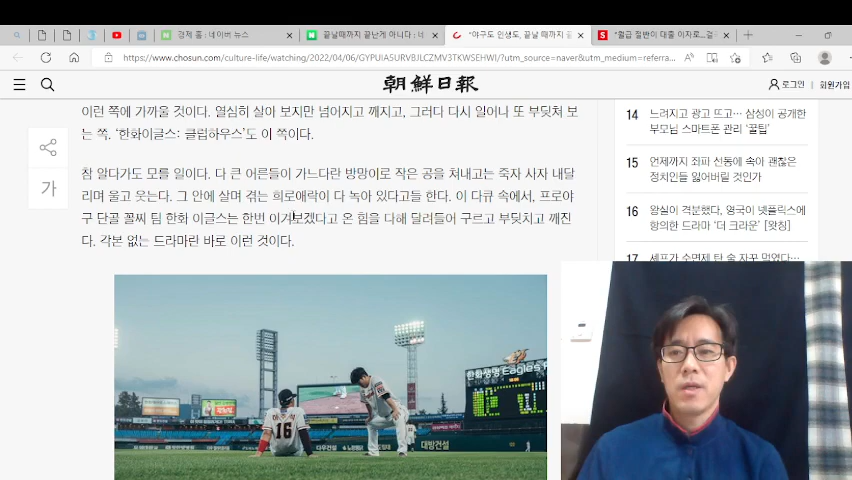 경제 홈 : 네이버 뉴스
끝날때까지 끝난게 아니다 : 네
"야구도 인생도, 끝날 때까지 끝
"월급 절반이 대출 이자로...
https://www.chosun.com/culture-life/watching/2022/04/06/GYPUIA5URVBJLCZMV3TKWSEHWI/?utm_source=naver&utm_medium=referra...
朝鮮日報
로그인 | 회원가입
이런 쪽에 가까울 것이다. 열심히 살아 보지만 넘어지고 깨지고, 그러다 다시 일어나 또 부딪쳐 보
는 쪽. '한화이글스: 클럽하우스'도 이 쪽이다.
가
참 알다가도 모를 일이다. 다 큰 어른들이 가느다란 방망이로 작은 공을 쳐내고는 죽자 사자 내달
리며 울고 웃는다. 그 안에 살며 겪는 희로애락이 다 녹아 있다고들 한다. 이 다큐 속에서, 프로야
구 단골 꼴찌 팀 한화 이글스는 한번 이겨보겠다고 온 힘을 다해 달려들어 구르고 부딪치고 깨진
다. 각본 없는 드라마란 바로 이런 것이다.
14 느려지고 광고 뜨고… 삼성이 공개한
부모님 스마트폰 관리 '꿀팁'
15 언제까지 좌파 선동에 속아 괜찮은
정치인들 잃어버릴 것인가
16 왕실이 격분했다, 영국이 넷플릭스에
항의한 드라마 '더 크라운' [왓칭]
17 셰프가 수면제 탄 술
한화생명 Eagles
16
대방건설